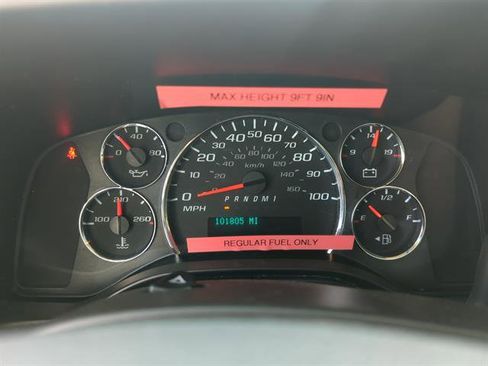 MAX HEIGHT 9FT 9IN
0 40 80
100 210 260
0 10 20 30 40 50 60 70 80 90 100
20 40 60 80 100 120 140 160
km/h
MPH
P R N D M 1
101805 MI
REGULAR FUEL ONLY
9 14 19
E 1/2 F